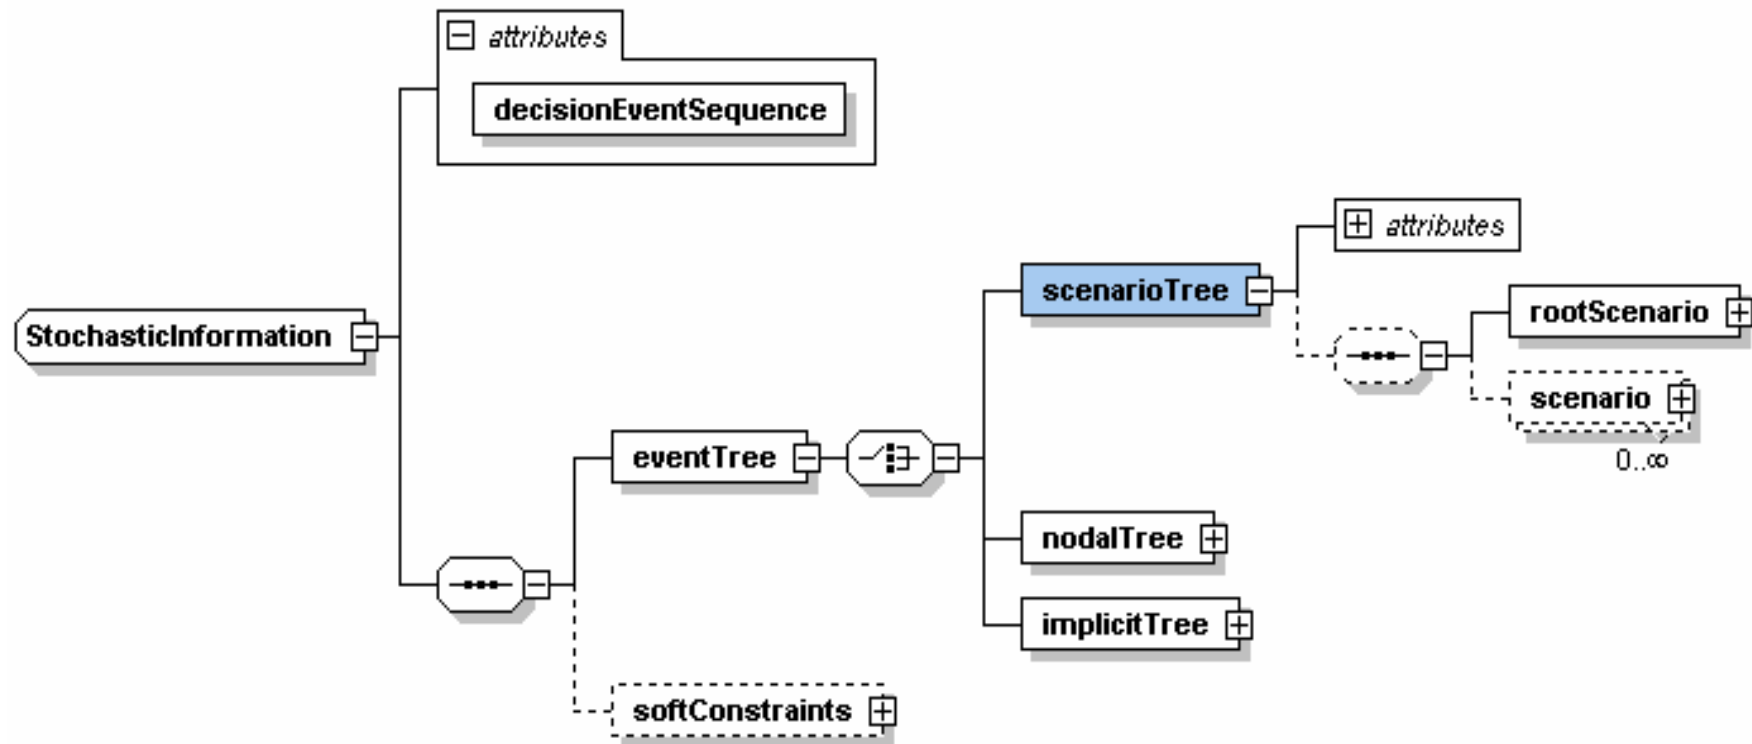 attributes
decisionEventSequence
attributes
scenarioTree
rootScenario
StochasticInformation
scenario
0..∞
eventTree
nodalTree
implicitTree
softConstraints